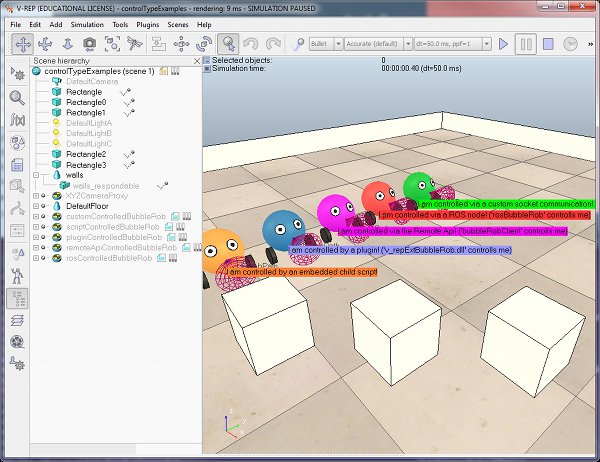 V-REP (EDUCATIONAL LICENSE) - controlTypeExamples - rendering: 9 ms - SIMULATION PAUSED
File Edit Add Simulation Tools Plugins Scenes Help
Bullet Accurate (default) dt=50.0 ms, ppf=1
Scene hierarchy
controlTypeExamples (scene 1)
DefaultCamera
Rectangle
Rectangle0
Rectangle1
DefaultLightA
DefaultLightB
DefaultLightC
Rectangle2
Rectangle3
walls
walls_respondable
XYZCameraProxy
DefaultFloor
customControlledBubbleRob
scriptControlledBubbleRob
pluginControlledBubbleRob
remoteApiControlledBubbleRob
rosControlledBubbleRob
Selected objects: 0
Simulation time: 00:00:00.40 (dt=50.0 ms)
I am controlled via a custom socket communication!
I am controlled via a ROS node! ('rosBubbleRob' controls me)
I am controlled via the Remote Api! ('bubbleRobClient' controls me)
I am controlled by a plugin! ('v_repExtBubbleRob.dll' controls me)
I am controlled by an embedded child script!
z
y
x